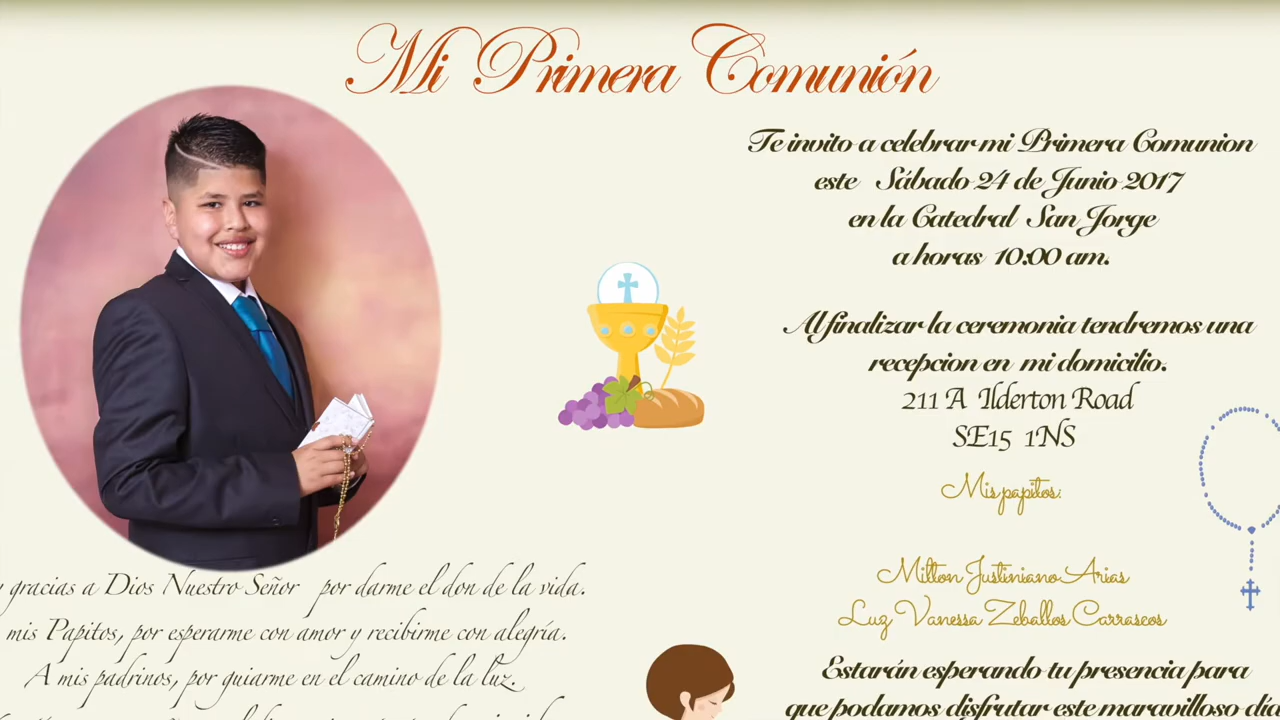 Mi Primera Comunión
Te invito a celebrar mi Primera Comunion
este Sábado 24 de Junio 2017
en la Catedral San Jorge
a horas 10:00 am.
Al finalizar la ceremonia tendremos una
recepcion en mi domicilio.
211 A Ilderton Road
SE15 1NS
Mis papitos:
Milton Justiniano Arias
Luz Vanessa Zeballos Carrascos
Estarán esperando tu presencia para
que podamos disfrutar este maravilloso día
y gracias a Dios Nuestro Señor por darme el don de la vida.
mis Papitos, por esperarme con amor y recibirme con alegría.
A mis padrinos, por guiarme en el camino de la luz.